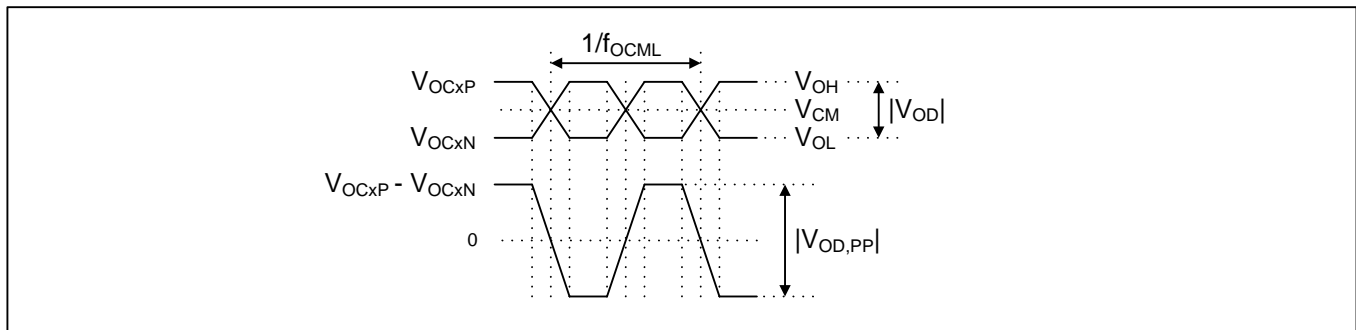 1/fOCML
VOCxP
VOH
VCM
|VOD|
VOCxN
VOL
VOCxP - VOCxN
0
|VOD,PP|